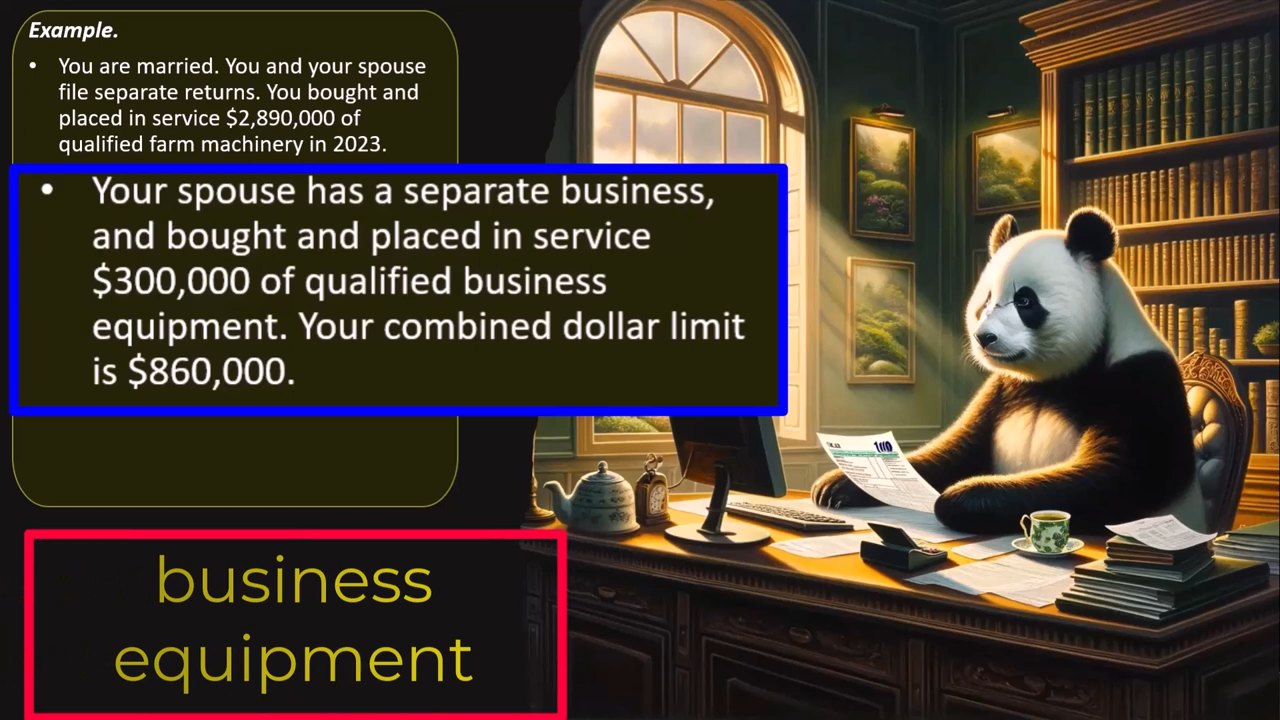 Example.
• You are married. You and your spouse
file separate returns. You bought and
placed in service $2,890,000 of
qualified farm machinery in 2023.
• Your spouse has a separate business,
and bought and placed in service
$300,000 of qualified business
equipment. Your combined dollar limit
is $860,000.
business
equipment